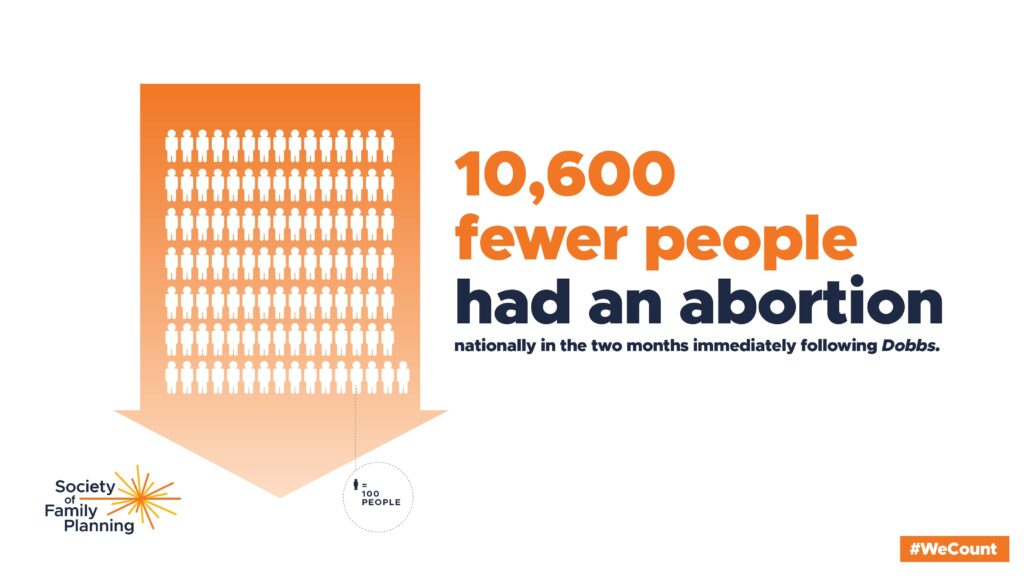 10,600
fewer people
had an abortion
nationally in the two months immediately following Dobbs.
=
100
PEOPLE
Society
of
Family
Planning
#WeCount